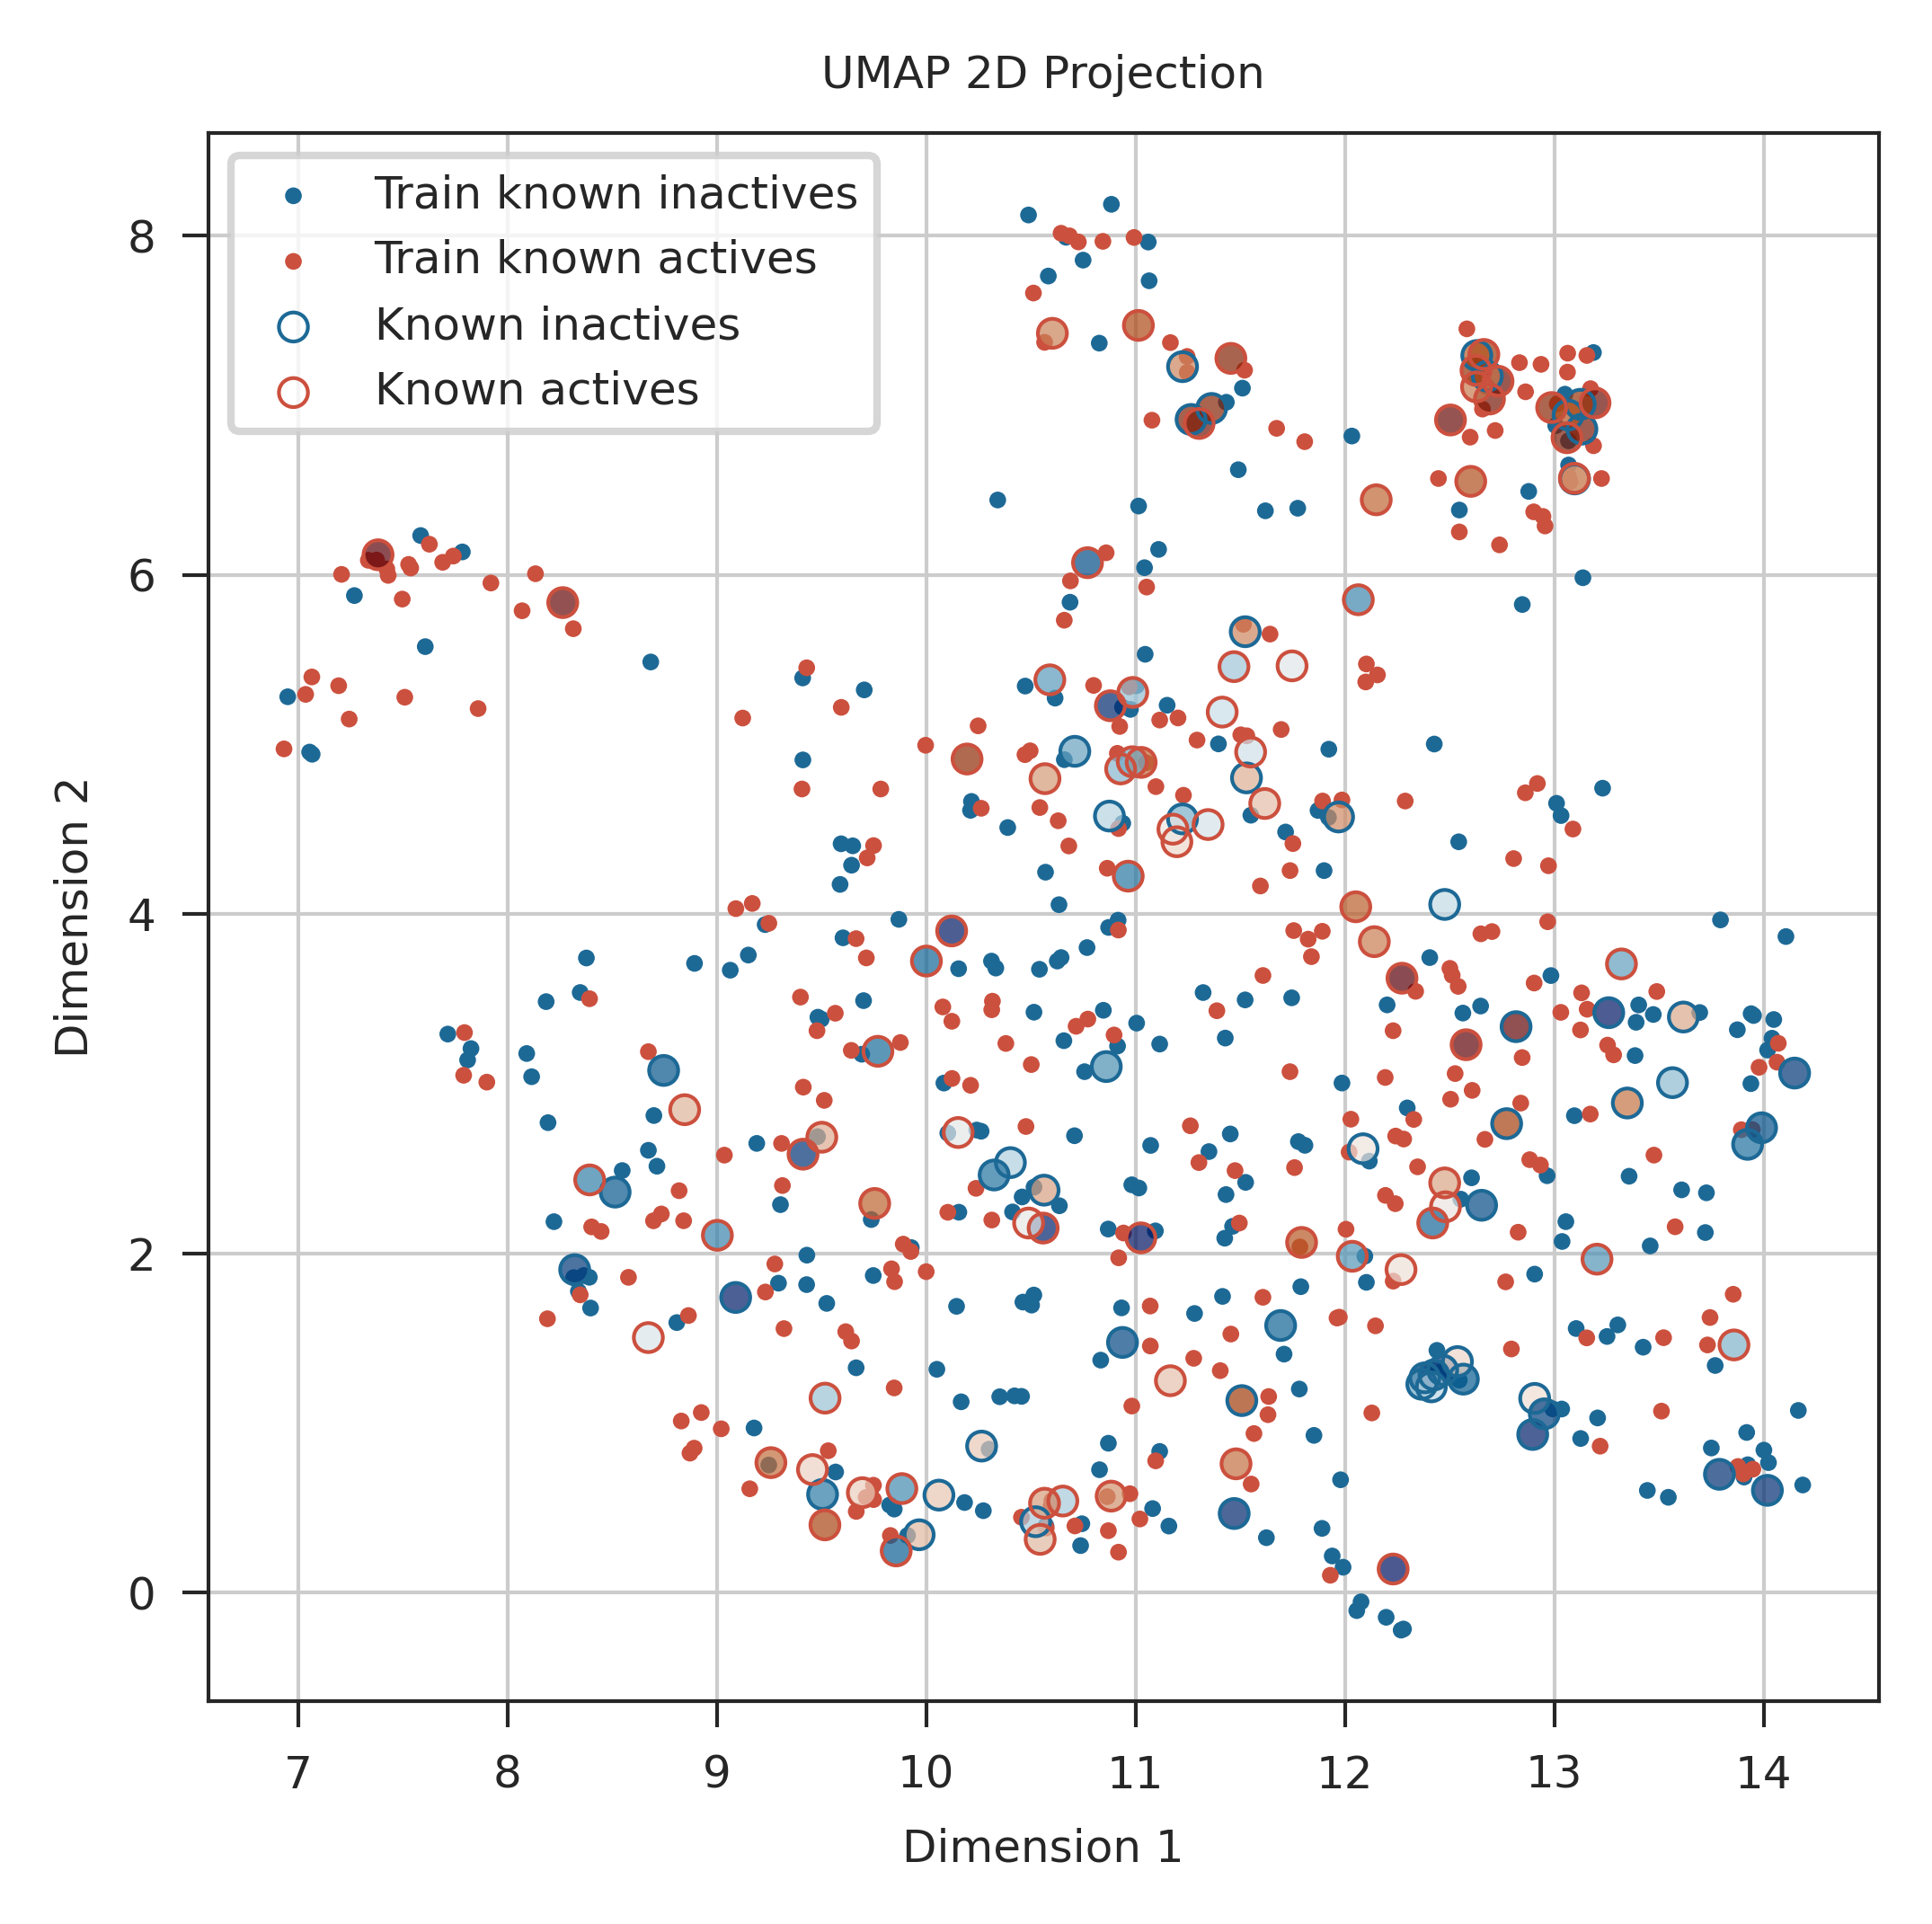 UMAP 2D Projection
Train known inactives
Train known actives
Known inactives
Known actives
8
6
4
2
0
Dimension 2
7 8 9 10 11 12 13 14
Dimension 1